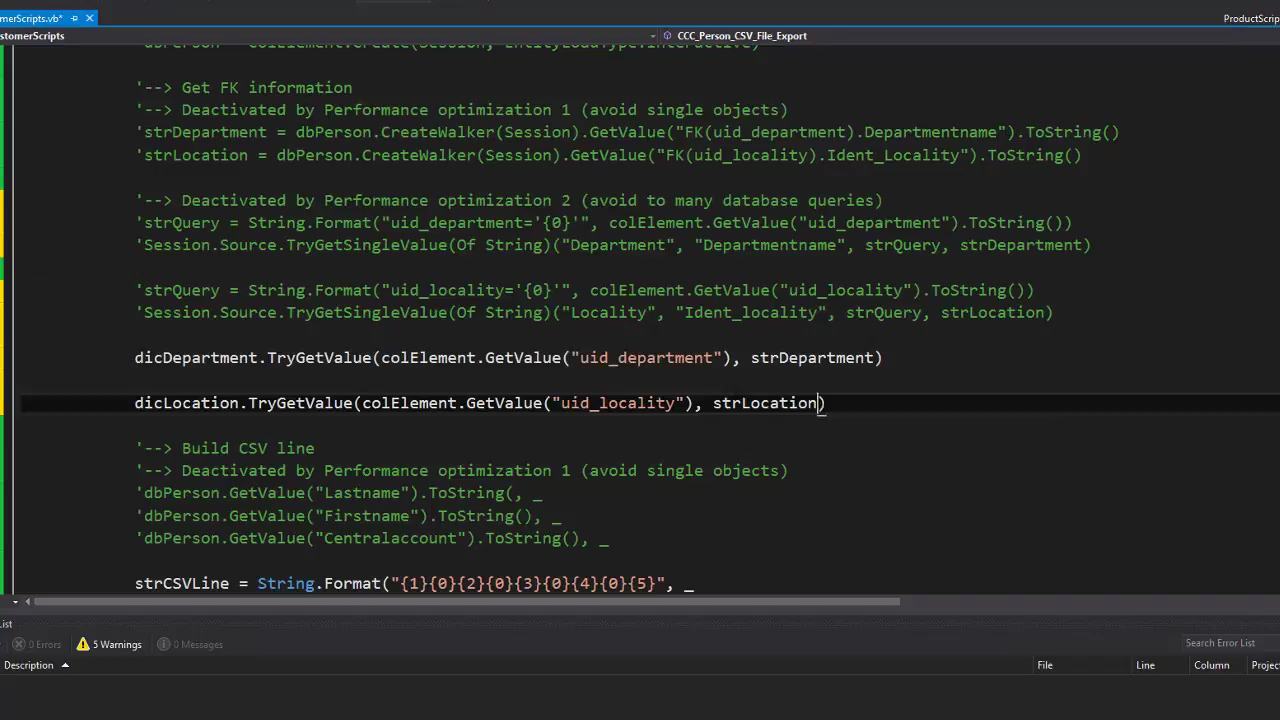 merScripts.vb*
ProductScrip
stomerScripts
CCC_Person_CSV_File_Export
'dbPerson = colElement.Create(Session, EntityLoadType.Interactive)
'--> Get FK information
'--> Deactivated by Performance optimization 1 (avoid single objects)
'strDepartment = dbPerson.CreateWalker(Session).GetValue("FK(uid_department).Departmentname").ToString()
'strLocation = dbPerson.CreateWalker(Session).GetValue("FK(uid_locality).Ident_Locality").ToString()
'--> Deactivated by Performance optimization 2 (avoid to many database queries)
'strQuery = String.Format("uid_department='{0}'", colElement.GetValue("uid_department").ToString())
'Session.Source.TryGetSingleValue(Of String)("Department", "Departmentname", strQuery, strDepartment)
'strQuery = String.Format("uid_locality='{0}'", colElement.GetValue("uid_locality").ToString())
'Session.Source.TryGetSingleValue(Of String)("Locality", "Ident_locality", strQuery, strLocation)
dicDepartment.TryGetValue(colElement.GetValue("uid_department"), strDepartment)
dicLocation.TryGetValue(colElement.GetValue("uid_locality"), strLocation)
'--> Build CSV line
'--> Deactivated by Performance optimization 1 (avoid single objects)
'dbPerson.GetValue("Lastname").ToString(, _
'dbPerson.GetValue("Firstname").ToString(), _
'dbPerson.GetValue("Centralaccount").ToString(), _
strCSVLine = String.Format("{1}{0}{2}{0}{3}{0}{4}{0}{5}", _
List
0 Errors
5 Warnings
0 Messages
Search Error List
Description
File
Line
Column
Projec